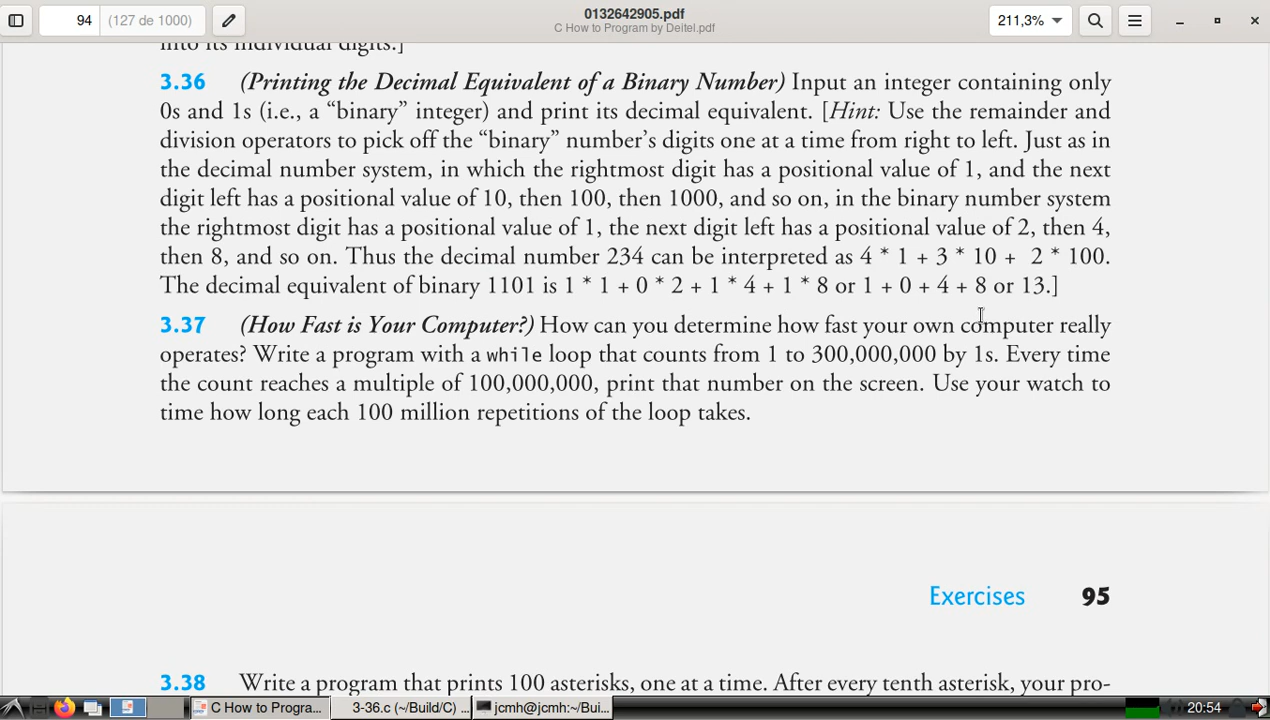 94 (127 de 1000)
0132642905.pdf
C How to Program by Deitel.pdf
211,3%
into its individual digits.]
3.36 (Printing the Decimal Equivalent of a Binary Number) Input an integer containing only
0s and 1s (i.e., a “binary” integer) and print its decimal equivalent. [Hint: Use the remainder and
division operators to pick off the “binary” number’s digits one at a time from right to left. Just as in
the decimal number system, in which the rightmost digit has a positional value of 1, and the next
digit left has a positional value of 10, then 100, then 1000, and so on, in the binary number system
the rightmost digit has a positional value of 1, the next digit left has a positional value of 2, then 4,
then 8, and so on. Thus the decimal number 234 can be interpreted as 4 * 1 + 3 * 10 + 2 * 100.
The decimal equivalent of binary 1101 is 1 * 1 + 0 * 2 + 1 * 4 + 1 * 8 or 1 + 0 + 4 + 8 or 13.]
3.37 (How Fast is Your Computer?) How can you determine how fast your own computer really
operates? Write a program with a while loop that counts from 1 to 300,000,000 by 1s. Every time
the count reaches a multiple of 100,000,000, print that number on the screen. Use your watch to
time how long each 100 million repetitions of the loop takes.
Exercises 95
3.38 Write a program that prints 100 asterisks, one at a time. After every tenth asterisk, your pro-
C How to Progra... 3-36.c (~/Build/C) ... jcmh@jcmh:~/Bui... 20:54